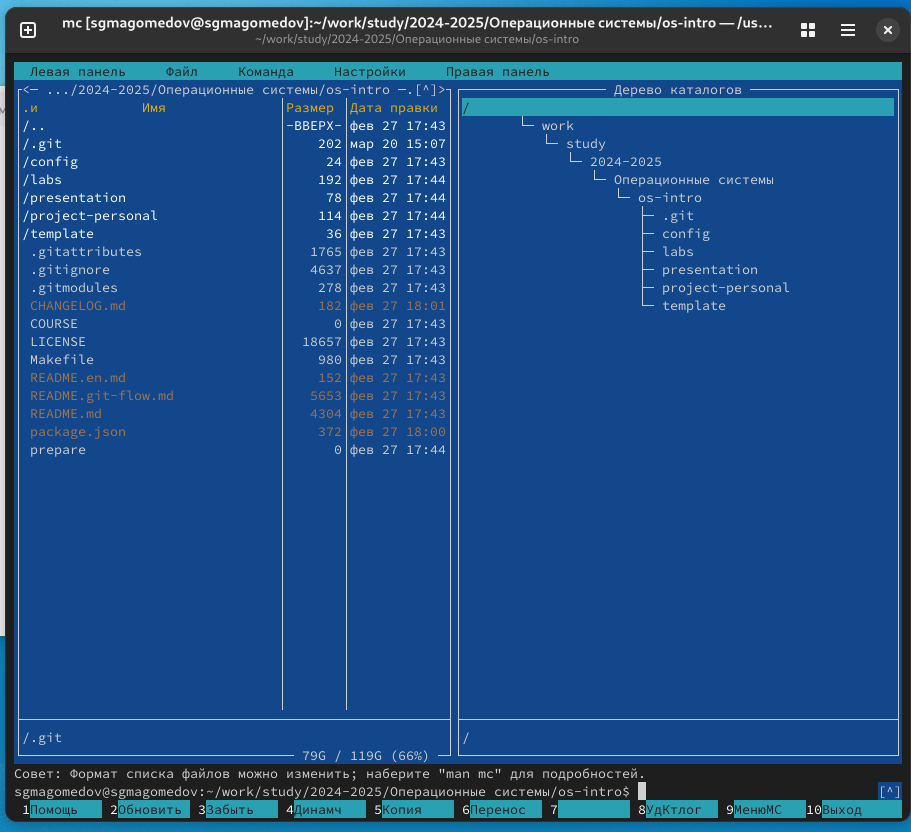 mc [sgmagomedov@sgmagomedov]:~/work/study/2024-2025/Операционные системы/os-intro — /us...
~/work/study/2024-2025/Операционные системы/os-intro
Левая панель Файл Команда Настройки Правая панель
<─ .../2024-2025/Операционные системы/os-intro ─.[^]>
.и Имя Размер Дата правки
/.. -ВВЕРХ- фев 27 17:43
/.git 202 мар 20 15:07
/config 24 фев 27 17:43
/labs 192 фев 27 17:44
/presentation 78 фев 27 17:44
/project-personal 114 фев 27 17:44
/template 36 фев 27 17:43
.gitattributes 1765 фев 27 17:43
.gitignore 4637 фев 27 17:43
.gitmodules 278 фев 27 17:43
CHANGELOG.md 182 фев 27 18:01
COURSE 0 фев 27 17:43
LICENSE 18657 фев 27 17:43
Makefile 980 фев 27 17:43
README.en.md 152 фев 27 17:43
README.git-flow.md 5653 фев 27 17:43
README.md 4304 фев 27 17:43
package.json 372 фев 27 18:00
prepare 0 фев 27 17:44
/.git
79G / 119G (66%)
Дерево каталогов
/
work
study
2024-2025
Операционные системы
os-intro
.git
config
labs
presentation
project-personal
template
/
Совет: Формат списка файлов можно изменить; наберите "man mc" для подробностей.
sgmagomedov@sgmagomedov:~/work/study/2024-2025/Операционные системы/os-intro$ [^]
1Помощь 2Обновить 3Забыть 4Динамч 5Копия 6Перенос 7 8УдКтлог 9МенюМС 10Выход